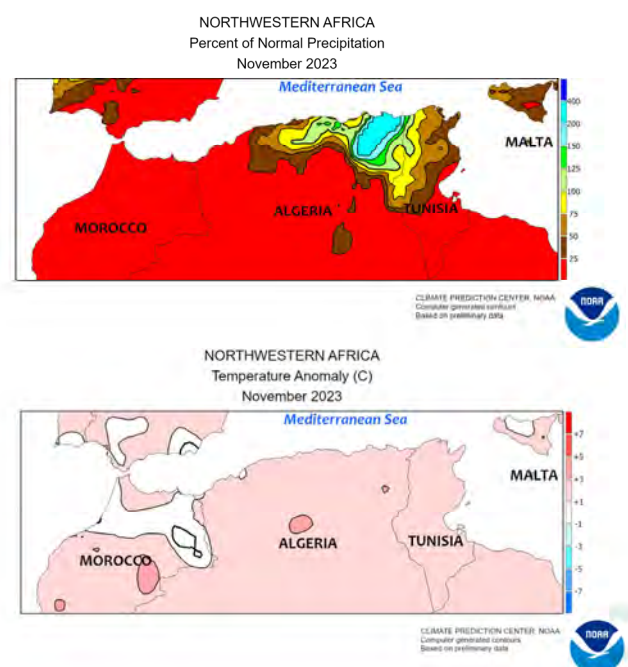 NORTHWESTERN AFRICA
Percent of Normal Precipitation
November 2023
Mediterranean Sea
400
200
150
125
100
75
50
25
MALTA
MOROCCO
ALGERIA
TUNISIA
CLIMATE PREDICTION CENTER, NOAA
Computer generated contours
Based on preliminary data
NOAA
NORTHWESTERN AFRICA
Temperature Anomaly (C)
November 2023
Mediterranean Sea
+7
+5
+3
+1
-1
-3
-5
-7
MALTA
MOROCCO
ALGERIA
TUNISIA
CLIMATE PREDICTION CENTER, NOAA
Computer generated contours
Based on preliminary data
NOAA